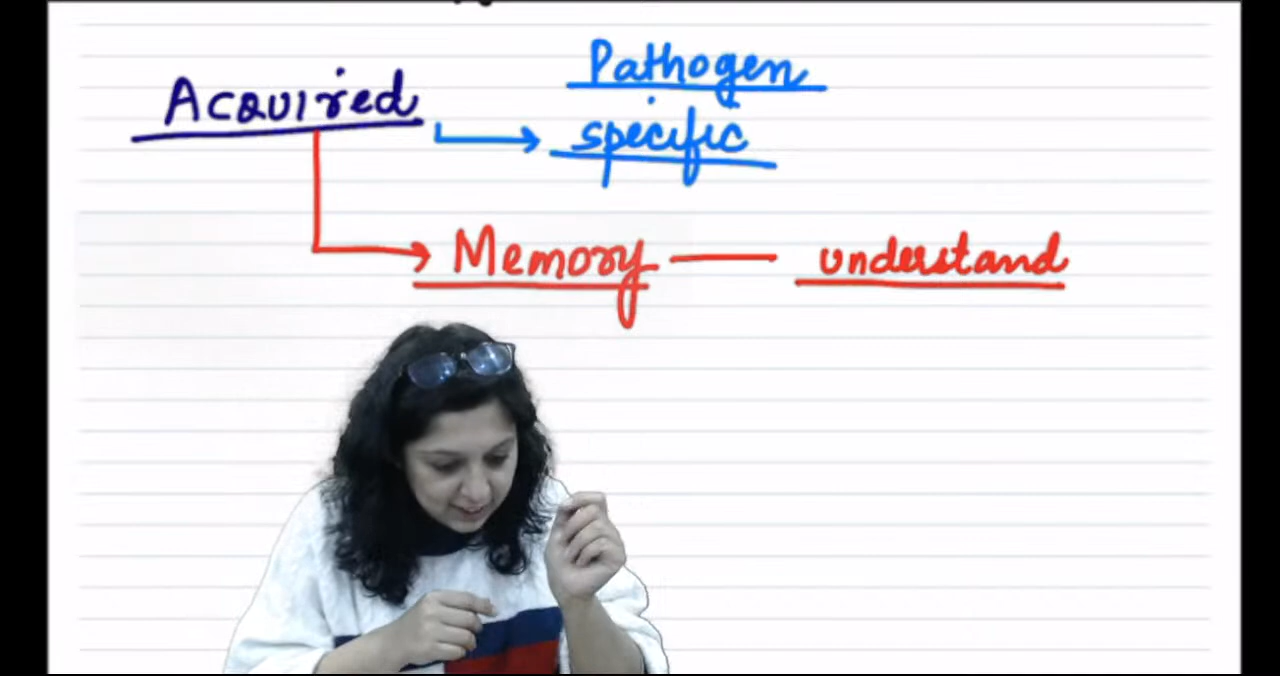 Pathogen
Acquired
specific
Memory — understand